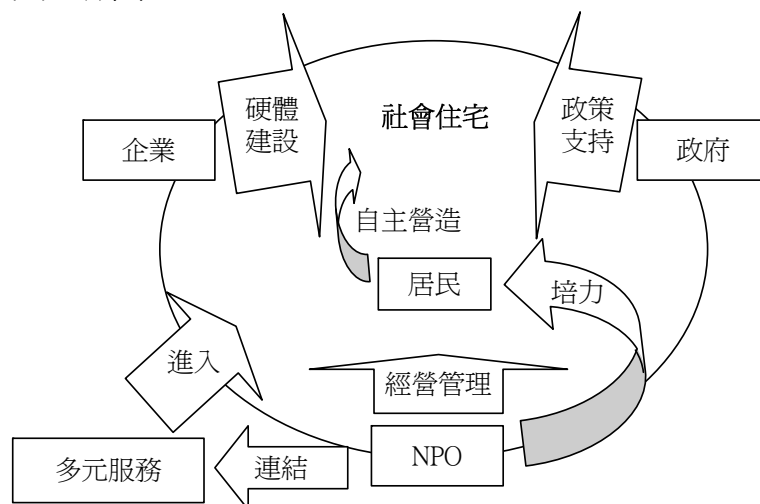 硬體
建設
社會住宅
政策
支持
企業
政府
自主營造
居民
培力
進入
經營管理
多元服務
連結
NPO